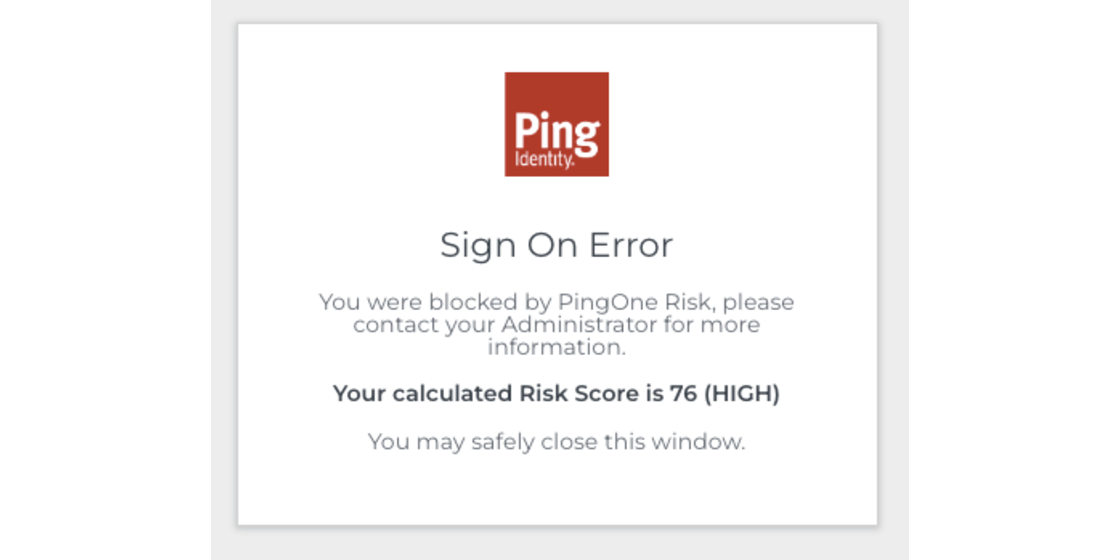 Ping
Identity.
Sign On Error
You were blocked by PingOne Risk, please
contact your Administrator for more
information.
Your calculated Risk Score is 76 (HIGH)
You may safely close this window.